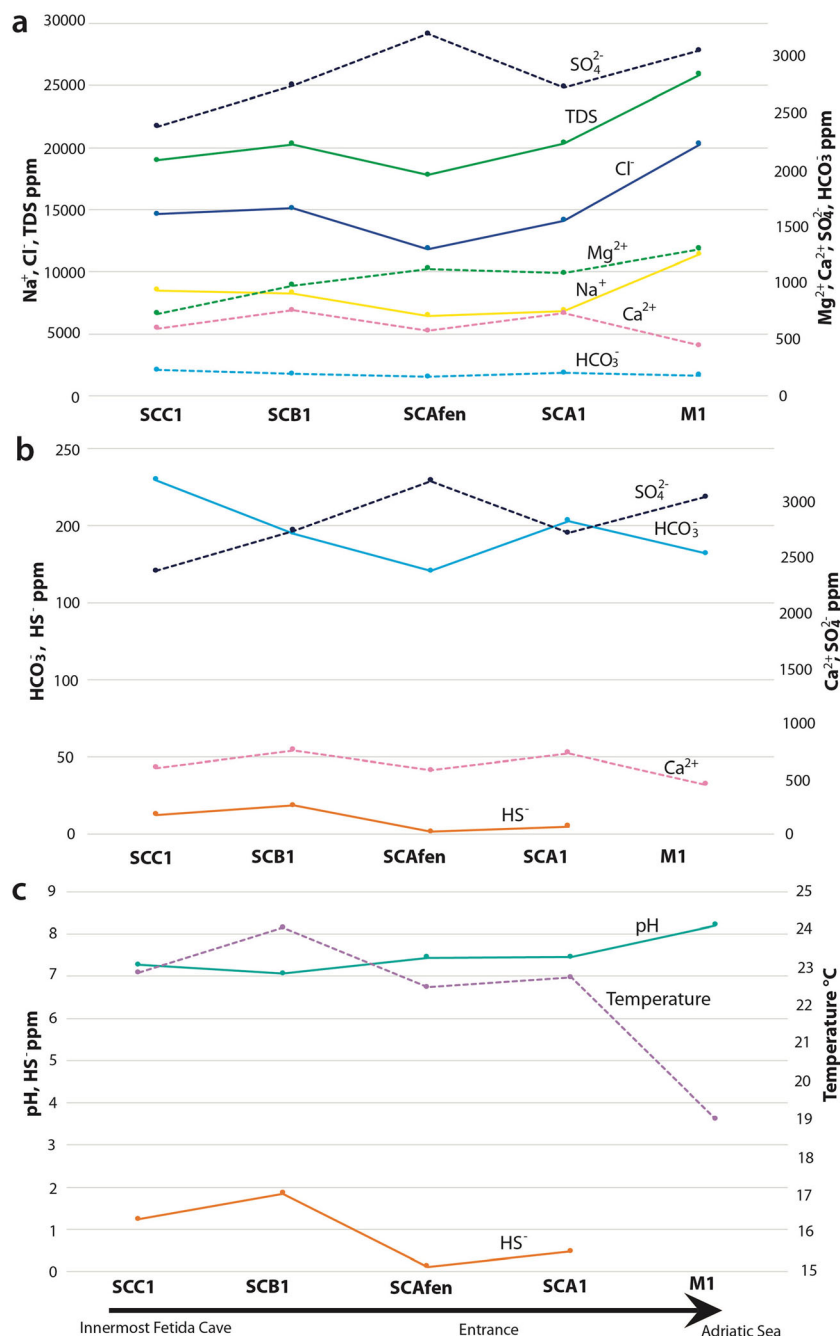 a
30000
25000
20000
15000
10000
5000
0
Na⁺, Cl⁻, TDS ppm
SO₄²⁻
TDS
Cl⁻
Mg²⁺
Na⁺
Ca²⁺
HCO₃⁻
3000
2500
2000
1500
1000
500
0
Mg²⁺, Ca²⁺, SO₄²⁻, HCO₃⁻ ppm
SCC1 SCB1 SCAfen SCA1 M1
b
250
200
100
100
50
0
HCO₃⁻, HS⁻ ppm
SO₄²⁻
HCO₃⁻
Ca²⁺
HS⁻
3000
2500
2000
1500
1000
500
0
Ca²⁺, SO₄²⁻ ppm
SCC1 SCB1 SCAfen SCA1 M1
c
9
8
7
6
5
4
3
2
1
0
pH, HS⁻ ppm
pH
Temperature
HS⁻
25
24
23
22
21
20
19
18
17
16
15
Temperature °C
SCC1 SCB1 SCAfen SCA1 M1
Innermost Fetida Cave Entrance Adriatic Sea